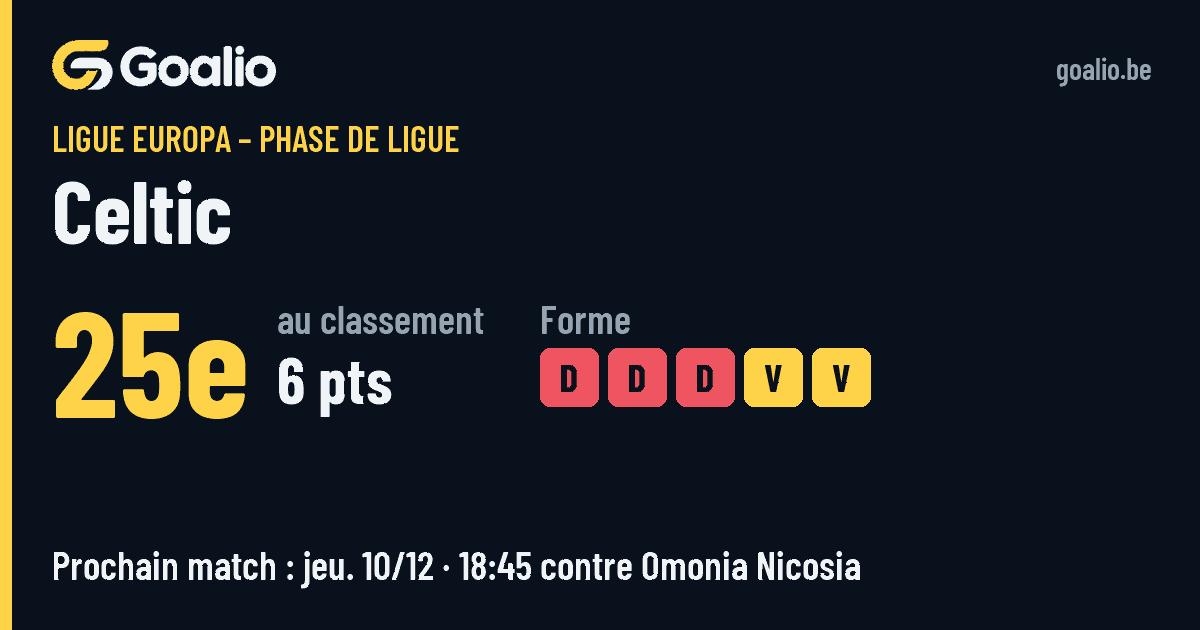 Goalio
goalio.be
LIGUE EUROPA – PHASE DE LIGUE
Celtic
25e
au classement
6 pts
Forme
D D D V V
Prochain match : jeu. 10/12 · 18:45 contre Omonia Nicosia